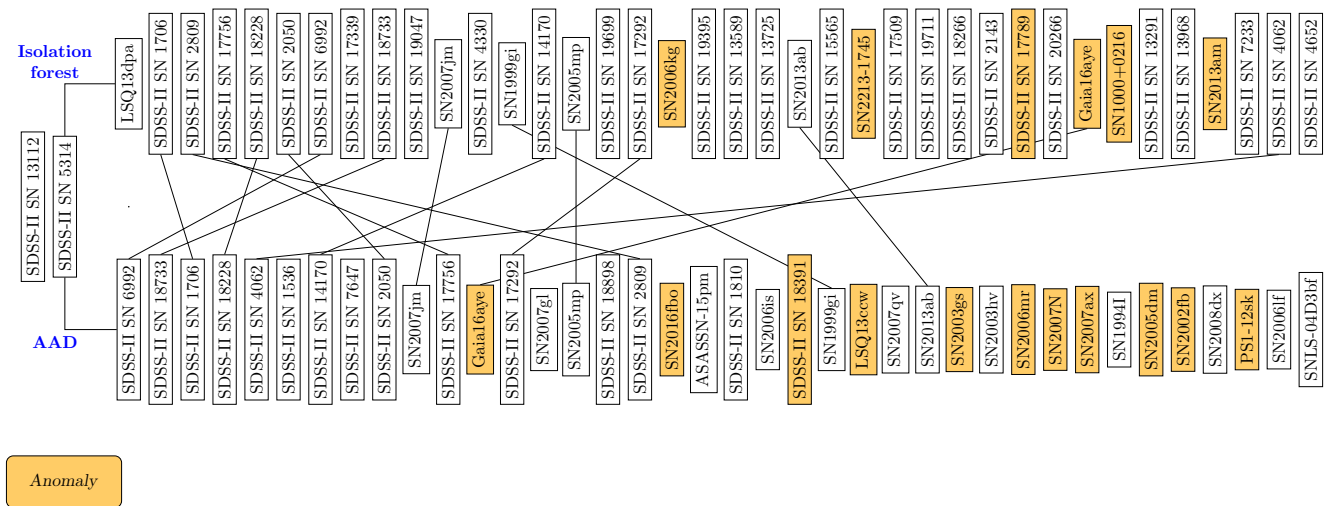 Isolation
forest
LSQ13dpa
SDSS-II SN 1706
SDSS-II SN 2809
SDSS-II SN 17756
SDSS-II SN 18228
SDSS-II SN 2050
SDSS-II SN 6992
SDSS-II SN 17339
SDSS-II SN 18733
SDSS-II SN 19047
SN2007jm
SDSS-II SN 4330
SN1999gi
SDSS-II SN 14170
SN2005mp
SDSS-II SN 19699
SDSS-II SN 17292
SN2006kg
SDSS-II SN 19395
SDSS-II SN 13589
SDSS-II SN 13725
SN2013ab
SDSS-II SN 15565
SN2213-1745
SDSS-II SN 17509
SDSS-II SN 19711
SDSS-II SN 18266
SDSS-II SN 2143
SDSS-II SN 17789
SDSS-II SN 20266
Gaia16aye
SN1000+0216
SDSS-II SN 13291
SDSS-II SN 13968
SN2013am
SDSS-II SN 7233
SDSS-II SN 4062
SDSS-II SN 4652
SDSS-II SN 13112
SDSS-II SN 5314
AAD
SDSS-II SN 6992
SDSS-II SN 18733
SDSS-II SN 1706
SDSS-II SN 18228
SDSS-II SN 4062
SDSS-II SN 1536
SDSS-II SN 14170
SDSS-II SN 7647
SDSS-II SN 2050
SN2007jm
SDSS-II SN 17756
Gaia16aye
SDSS-II SN 17292
SN2007gl
SN2005mp
SDSS-II SN 18898
SDSS-II SN 2809
SN2016fbo
ASASSN-15pm
SDSS-II SN 1810
SN2006is
SDSS-II SN 18391
SN1999gi
LSQ13ccw
SN2007qv
SN2013ab
SN2003gs
SN2003hv
SN2006mr
SN2007N
SN2007ax
SN1994I
SN2005dm
SN2002fb
SN2008dx
PS1-12sk
SN2006lf
SNLS-04D3bf
Anomaly